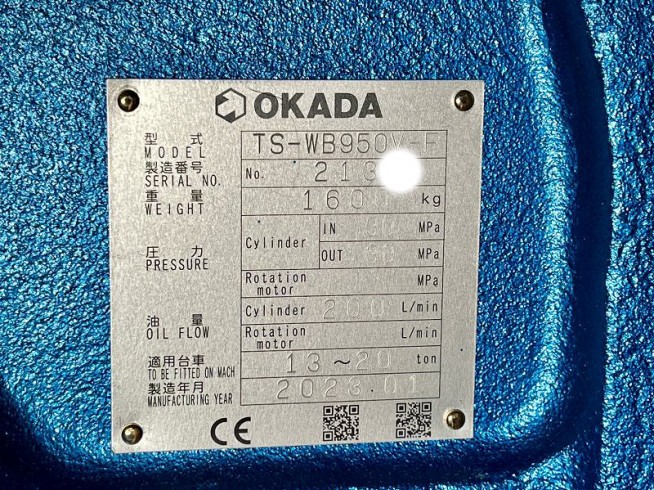 OKADA
型式 TS-WB950V-F
MODEL
製造番号 No. 213
SERIAL NO.
重量 1600 kg
WEIGHT
圧力 Cylinder IN MPa
PRESSURE OUT MPa
Rotation motor MPa
油量 Cylinder 200 L/min
OIL FLOW Rotation motor L/min
適用台車 13~20 ton
TO BE FITTED ON MACH
製造年月 2023.01
MANUFACTURING YEAR
CE